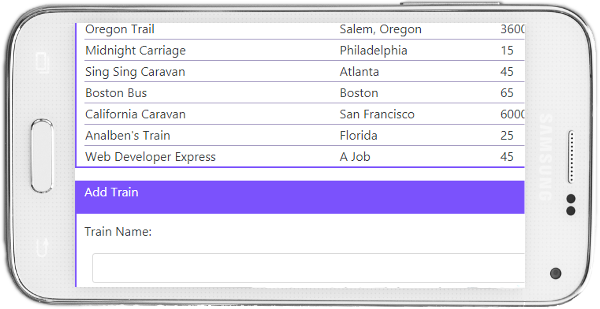 Oregon Trail Salem, Oregon 3600
Midnight Carriage Philadelphia 15
Sing Sing Caravan Atlanta 45
Boston Bus Boston 65
California Caravan San Francisco 6000
Analben's Train Florida 25
Web Developer Express A Job 45
Add Train
Train Name:
SAMSUNG